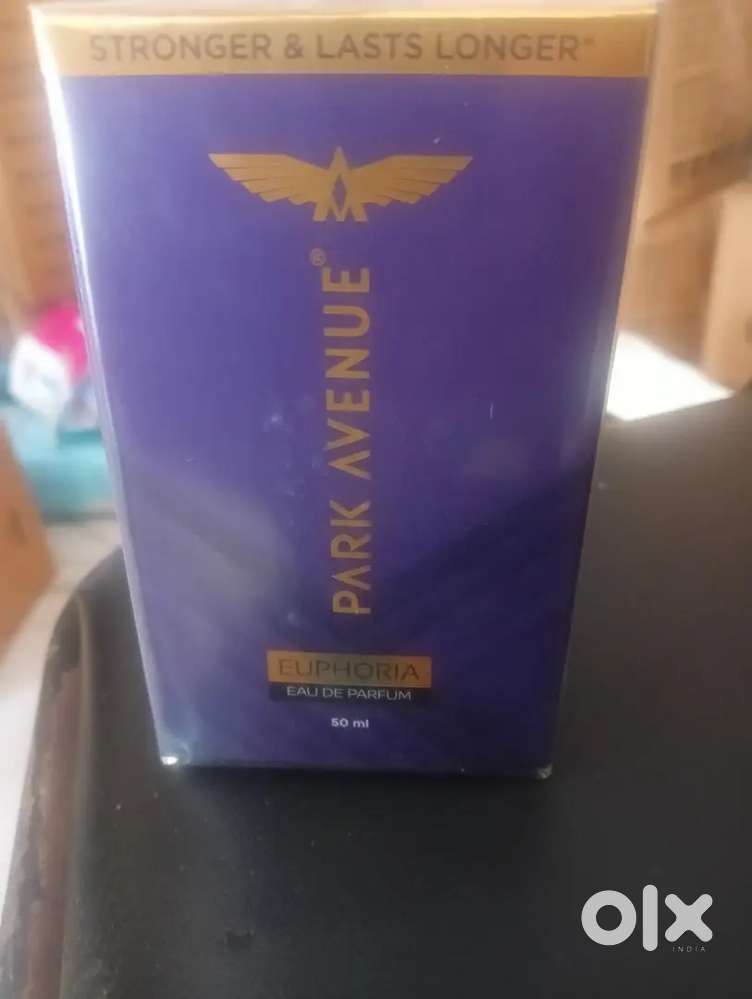 STRONGER & LASTS LONGER*
PARK AVENUE®
EUPHORIA
EAU DE PARFUM
50 ml
olx
INDIA